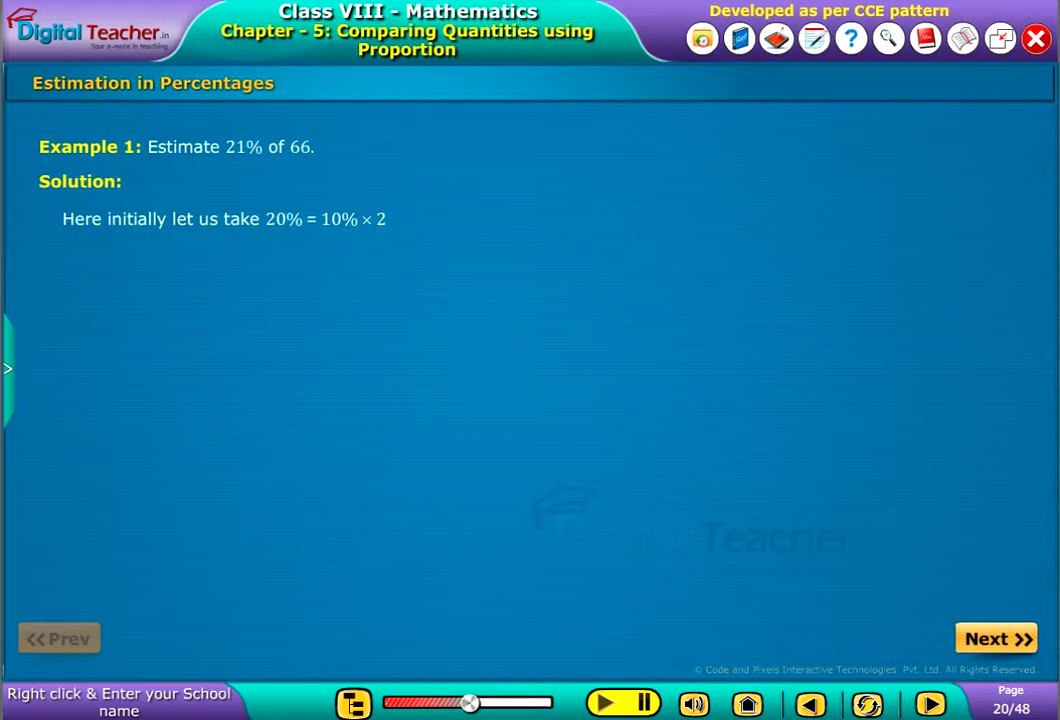 Digital Teacher.in
Your e-mate in teaching
Class VIII - Mathematics
Chapter - 5: Comparing Quantities using
Proportion
Developed as per CCE pattern
Ref
?
Estimation in Percentages
Example 1: Estimate 21% of 66.
Solution:
Here initially let us take 20% = 10% × 2
>
Digital Teacher
<< Prev
Next >>
© Code and Pixels Interactive Technologies Pvt. Ltd. All Rights Reserved.
Right click & Enter your School
name
Page
20/48